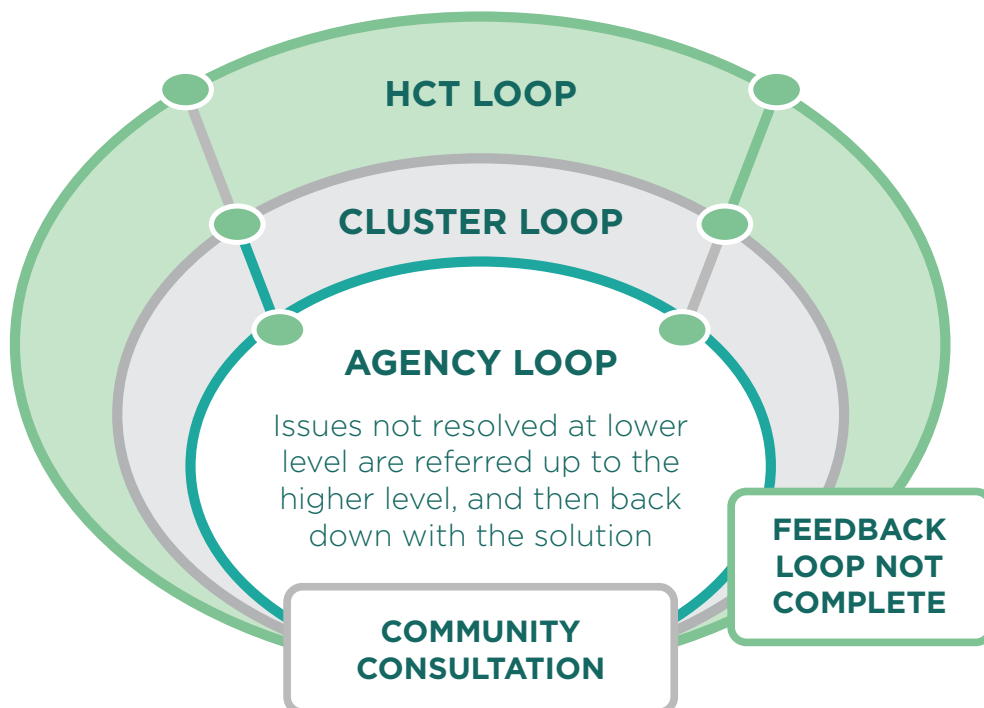 HCT LOOP
CLUSTER LOOP
AGENCY LOOP
Issues not resolved at lower
level are referred up to the
higher level, and then back
down with the solution
FEEDBACK
LOOP NOT
COMPLETE
COMMUNITY
CONSULTATION